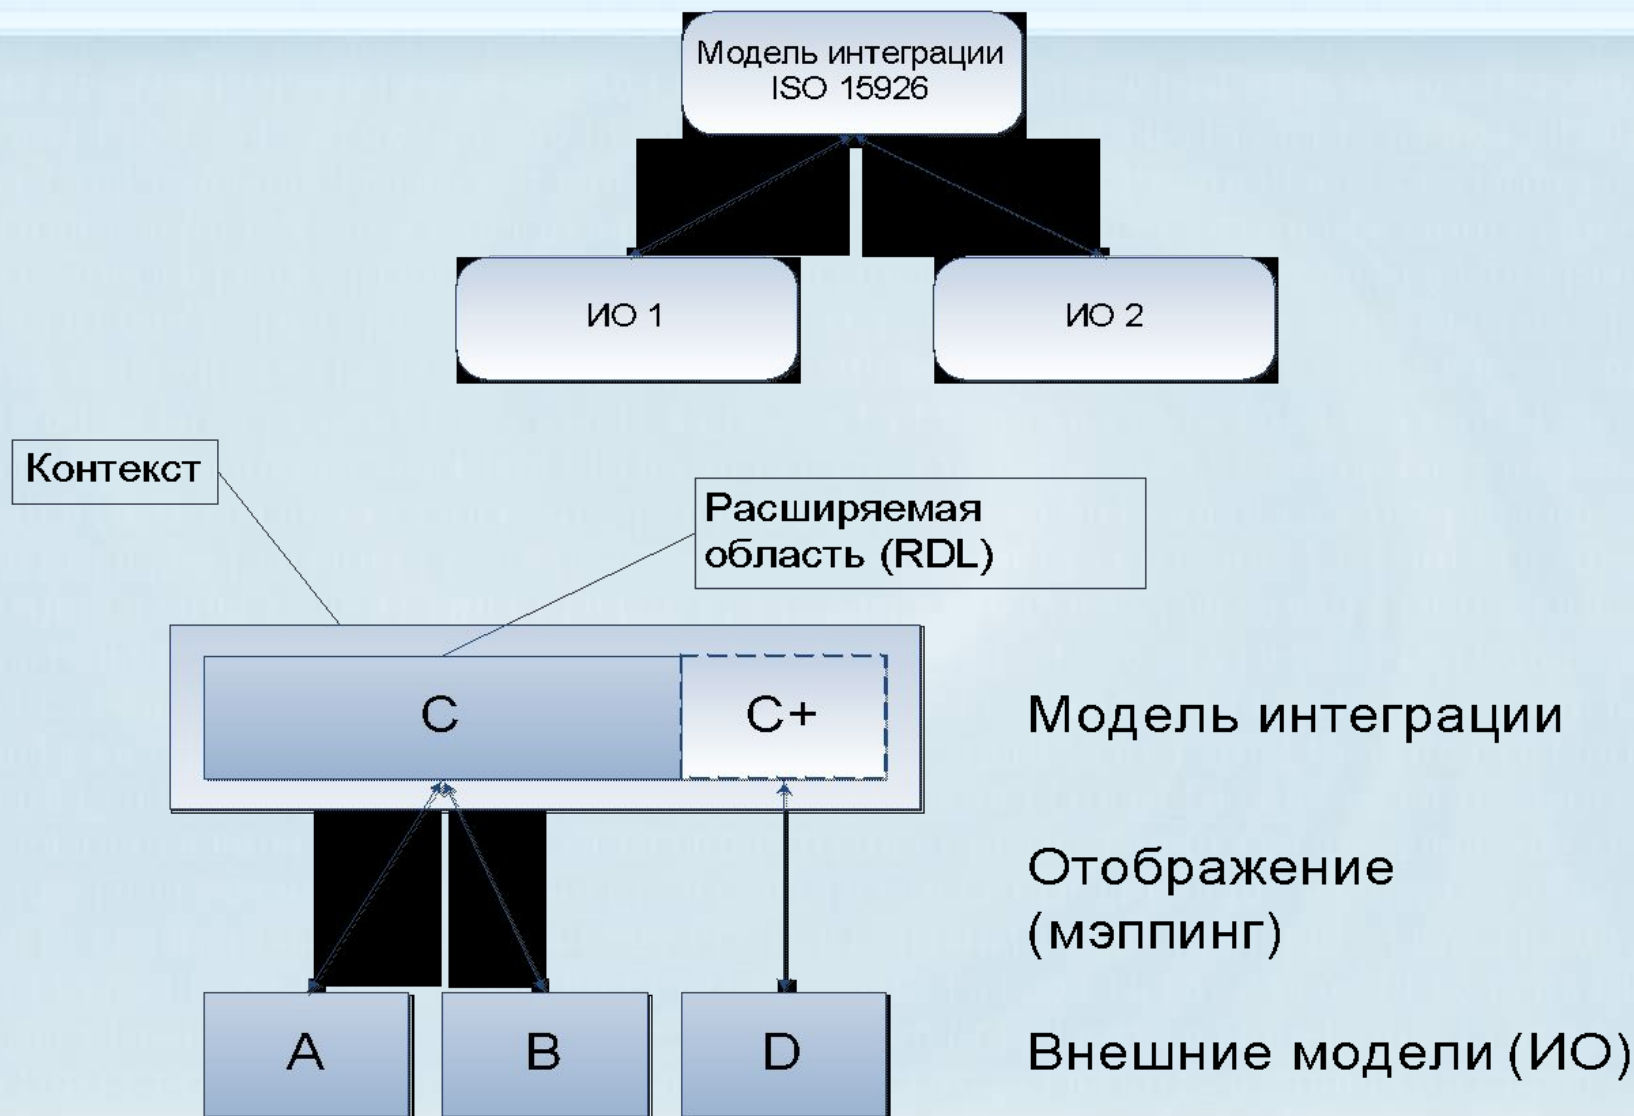 Модель интеграции
ISO 15926
ИО 1
ИО 2
Контекст
Расширяемая
область (RDL)
C
C+
Модель интеграции
Отображение
(мэппинг)
A
B
D
Внешние модели (ИО)